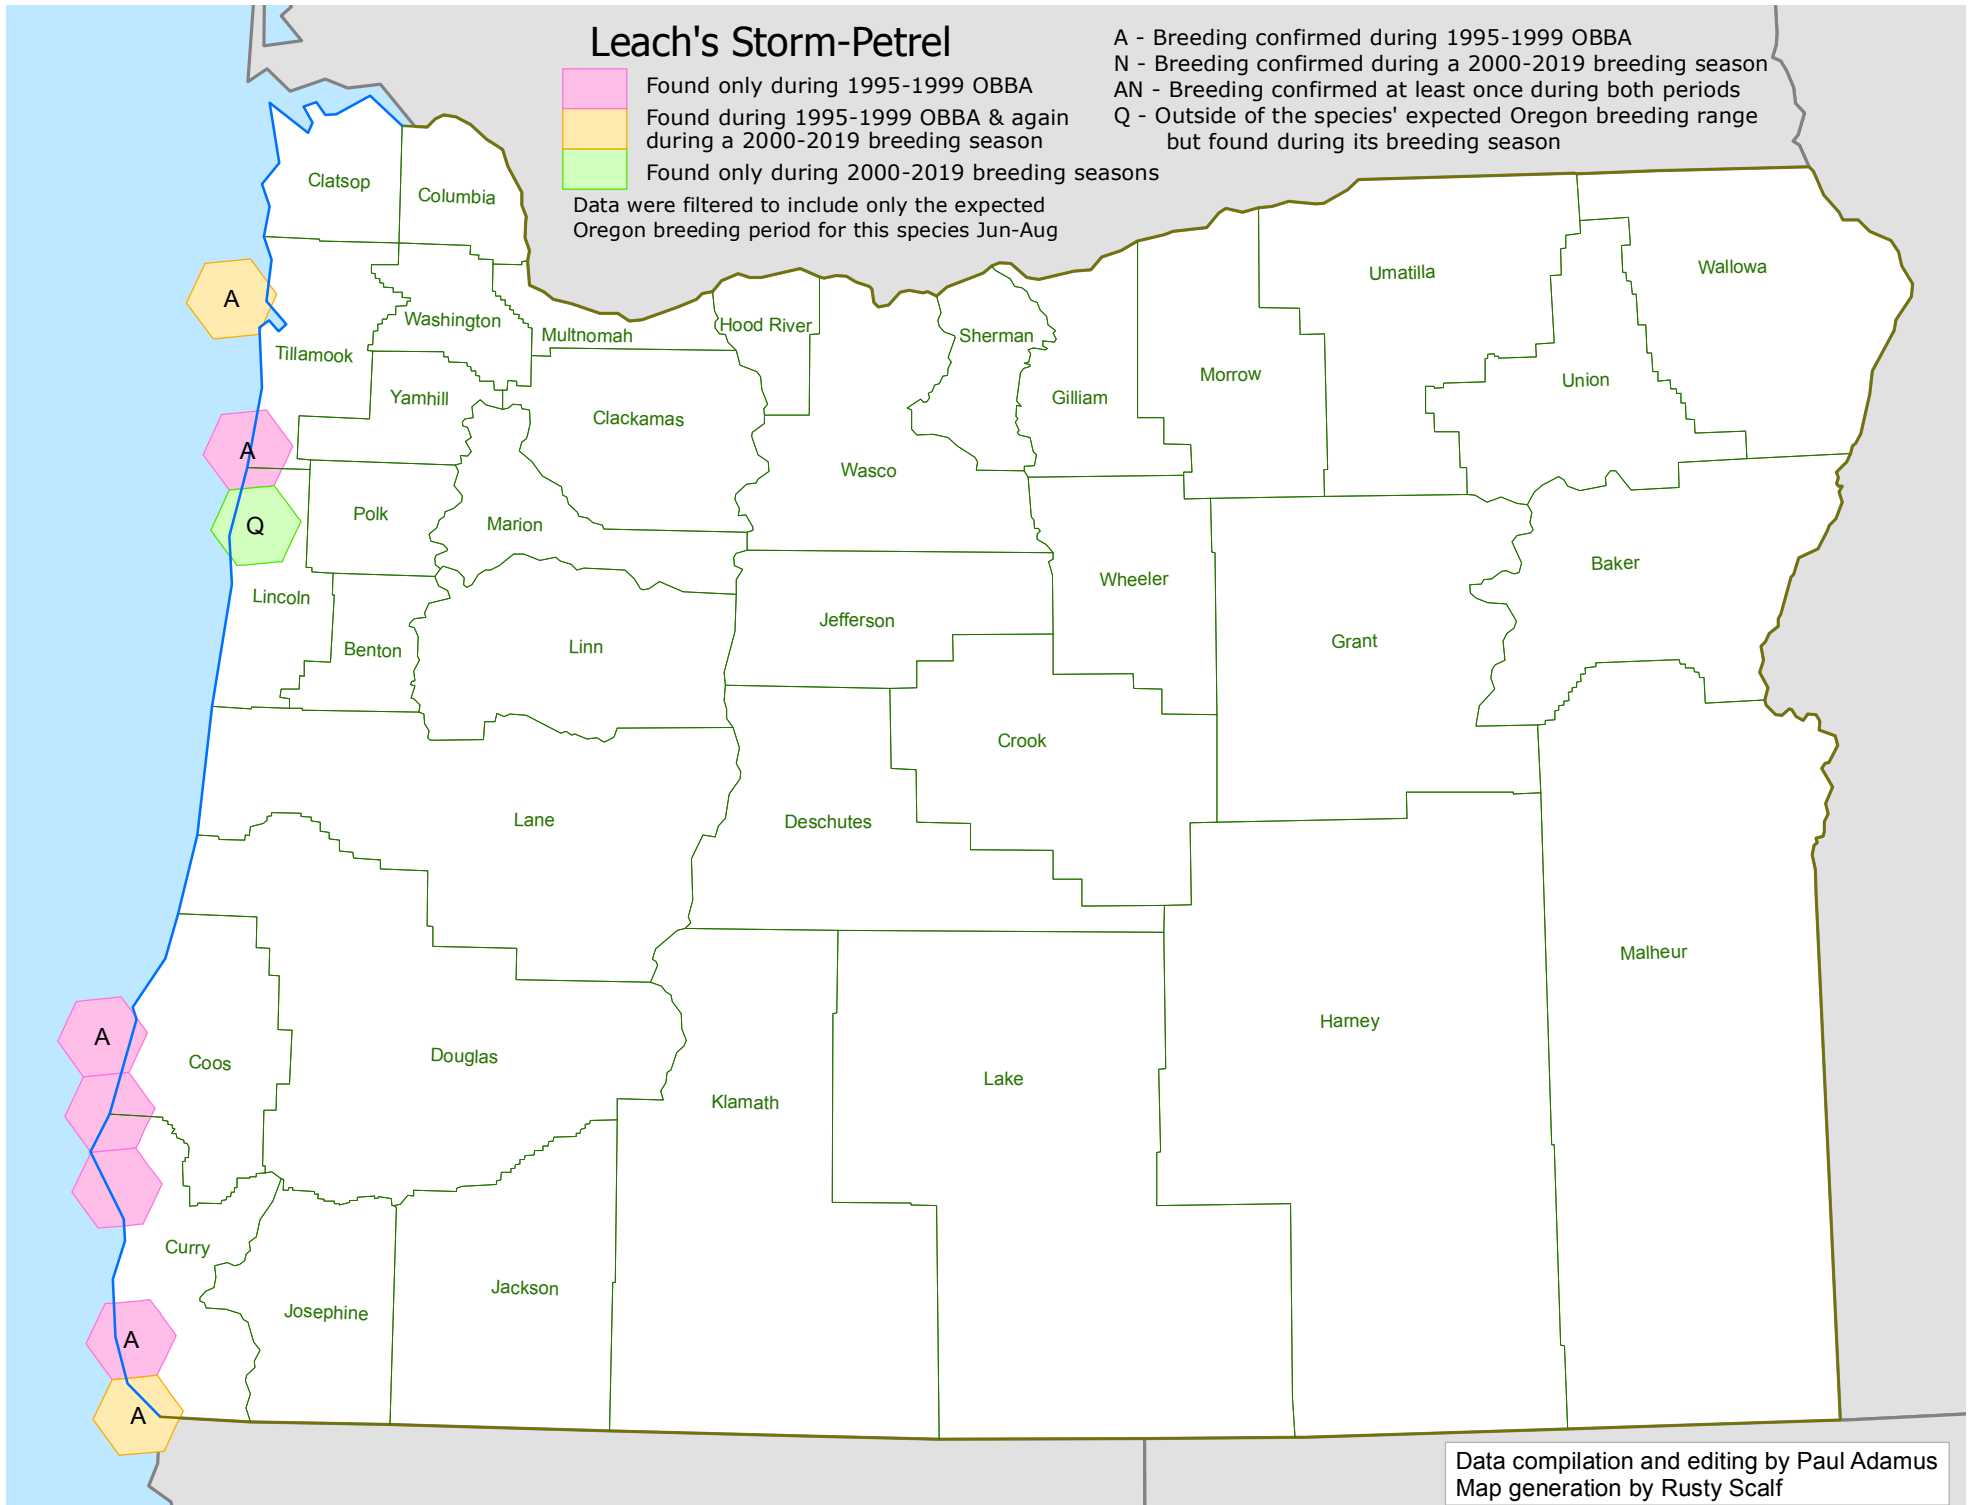 Leach's Storm-Petrel
Found only during 1995-1999 OBBA
Found during 1995-1999 OBBA & again
during a 2000-2019 breeding season
Found only during 2000-2019 breeding seasons
Data were filtered to include only the expected
Oregon breeding period for this species Jun-Aug
A - Breeding confirmed during 1995-1999 OBBA
N - Breeding confirmed during a 2000-2019 breeding season
AN - Breeding confirmed at least once during both periods
Q - Outside of the species' expected Oregon breeding range
but found during its breeding season
Clatsop
Columbia
A
Tillamook
Washington
Multnomah
Hood River
Sherman
Umatilla
Wallowa
Yamhill
Clackamas
Gilliam
Morrow
Union
A
Wasco
Q
Polk
Marion
Lincoln
Benton
Linn
Jefferson
Wheeler
Grant
Baker
Crook
Lane
Deschutes
Malheur
A
Coos
Douglas
Klamath
Lake
Harney
Curry
Josephine
Jackson
A
A
Data compilation and editing by Paul Adamus
Map generation by Rusty Scalf